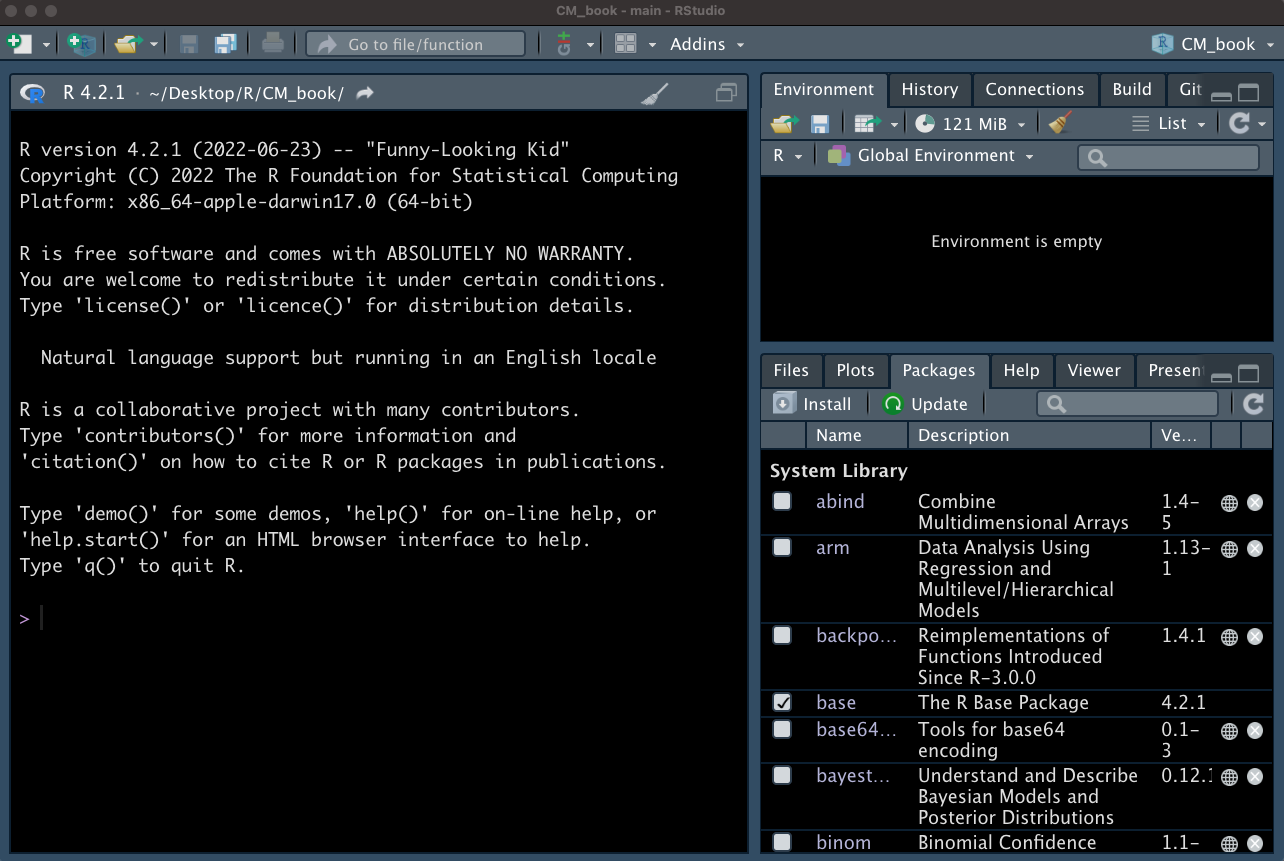 CM_book - main - RStudio
Go to file/function
Addins
CM_book
R 4.2.1 · ~/Desktop/R/CM_book/
R version 4.2.1 (2022-06-23) -- "Funny-Looking Kid"
Copyright (C) 2022 The R Foundation for Statistical Computing
Platform: x86_64-apple-darwin17.0 (64-bit)
R is free software and comes with ABSOLUTELY NO WARRANTY.
You are welcome to redistribute it under certain conditions.
Type 'license()' or 'licence()' for distribution details.
Natural language support but running in an English locale
R is a collaborative project with many contributors.
Type 'contributors()' for more information and
'citation()' on how to cite R or R packages in publications.
Type 'demo()' for some demos, 'help()' for on-line help, or
'help.start()' for an HTML browser interface to help.
Type 'q()' to quit R.
>
Environment History Connections Build Git
121 MiB List
R Global Environment
Environment is empty
Files Plots Packages Help Viewer Presen
Install Update
Name Description Ve...
System Library
abind Combine 1.4-
Multidimensional Arrays 5
arm Data Analysis Using 1.13-
Regression and 1
Multilevel/Hierarchical
Models
backpo... Reimplementations of 1.4.1
Functions Introduced
Since R-3.0.0
base The R Base Package 4.2.1
base64... Tools for base64 0.1-
encoding 3
bayest... Understand and Describe 0.12.1
Bayesian Models and
Posterior Distributions
binom Binomial Confidence 1.1-